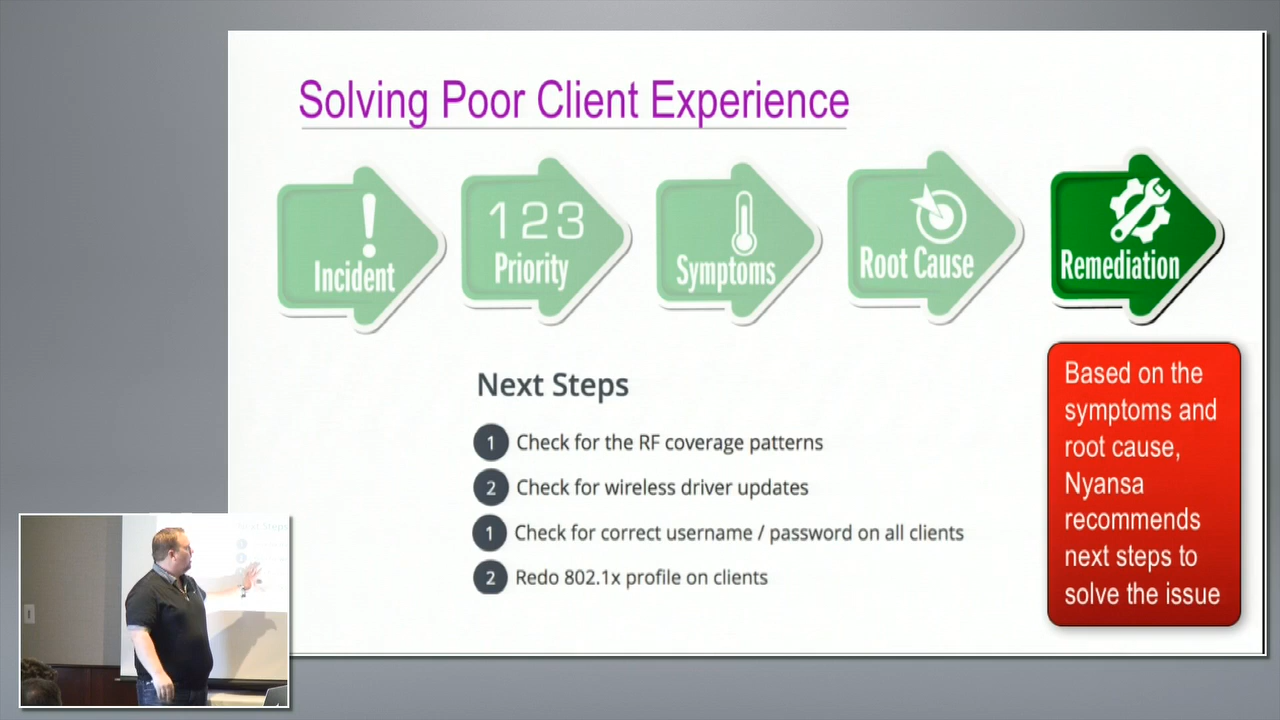 Solving Poor Client Experience
Incident
123
Priority
Symptoms
Root Cause
Remediation
Next Steps
1 Check for the RF coverage patterns
2 Check for wireless driver updates
1 Check for correct username / password on all clients
2 Redo 802.1x profile on clients
Based on the
symptoms and
root cause,
Nyansa
recommends
next steps to
solve the issue
Next Steps